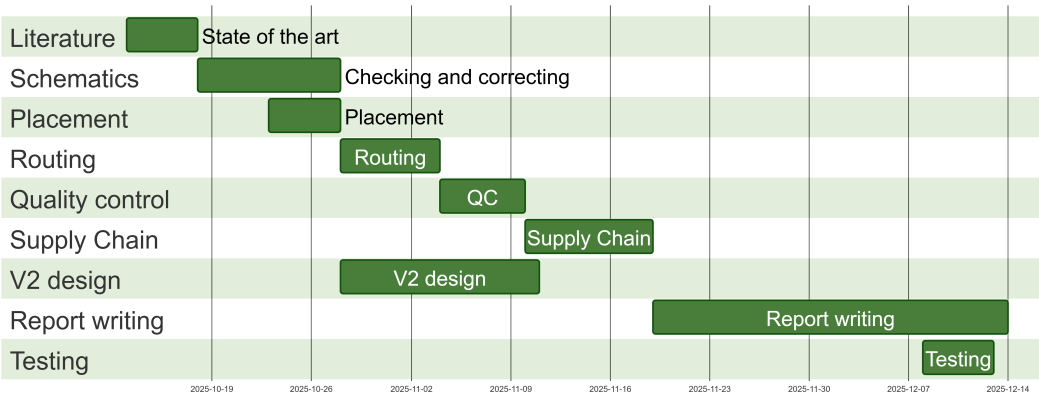 Literature State of the art
Schematics Checking and correcting
Placement Placement
Routing Routing
Quality control QC
Supply Chain Supply Chain
V2 design V2 design
Report writing Report writing
Testing Testing
2025-10-19 2025-10-26 2025-11-02 2025-11-09 2025-11-16 2025-11-23 2025-11-30 2025-12-07 2025-12-14